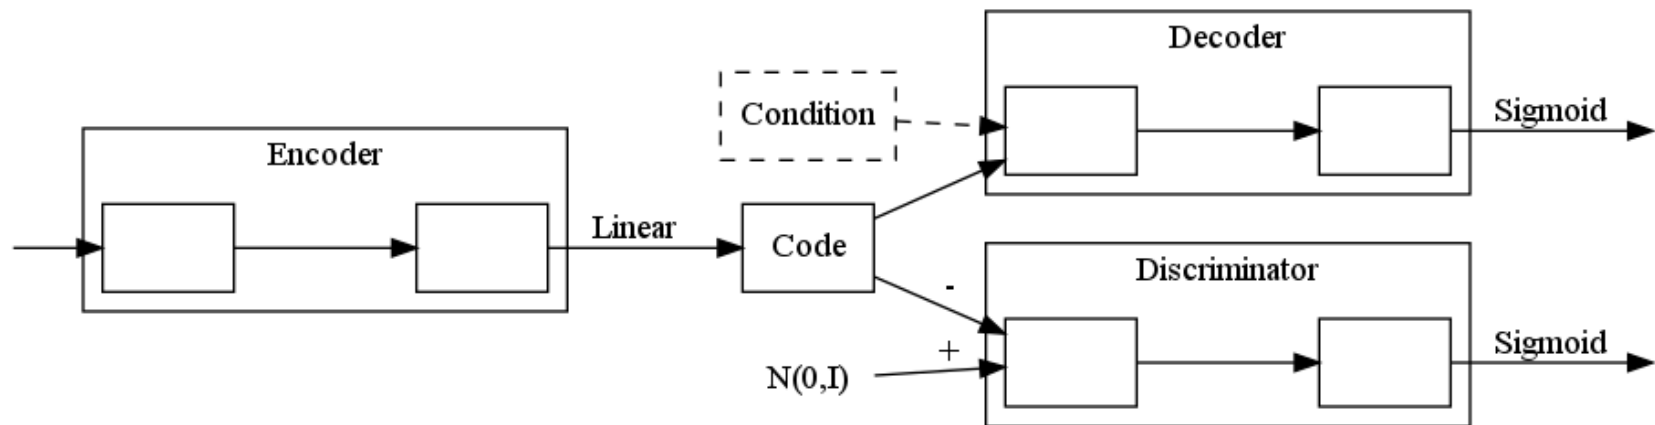 Decoder
Condition
Sigmoid
Encoder
Linear
Code
Discriminator
-
+
N(0,I)
Sigmoid